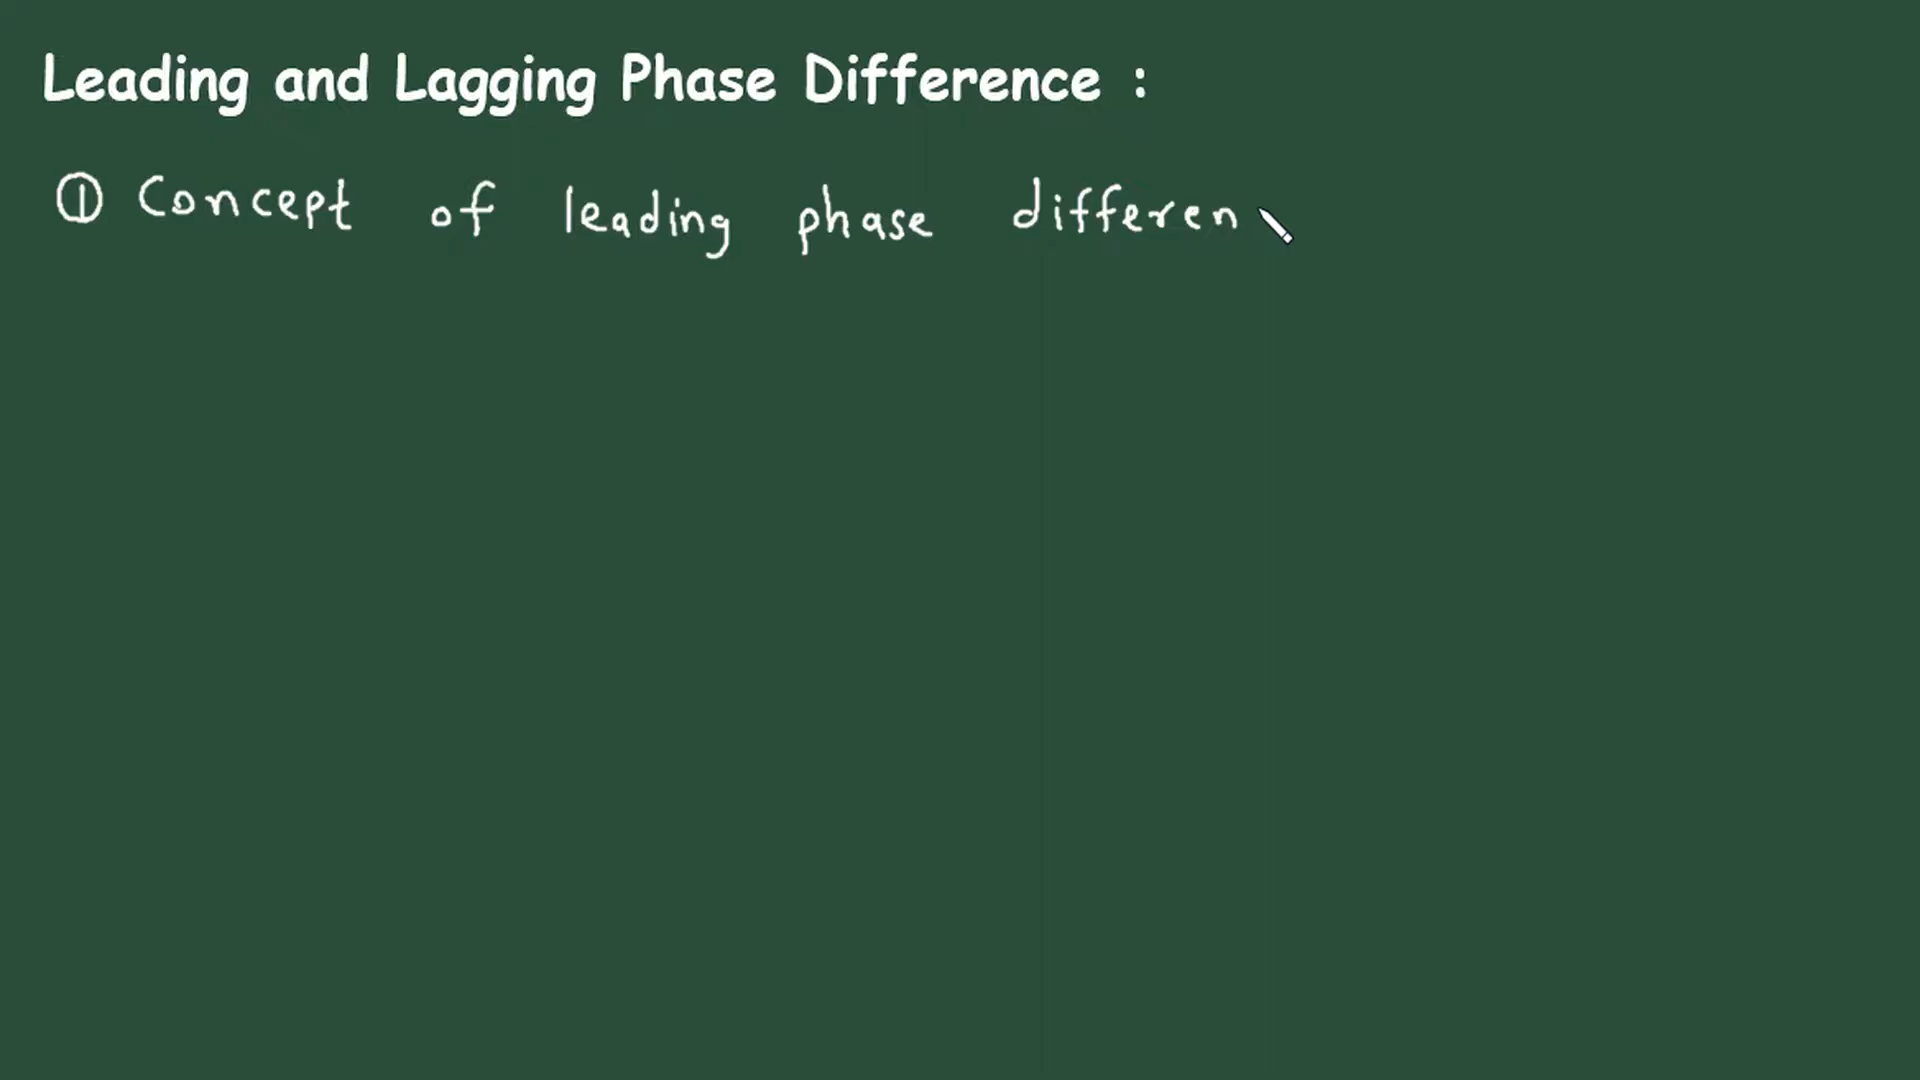 Leading and Lagging Phase Difference :
① Concept of leading phase differen